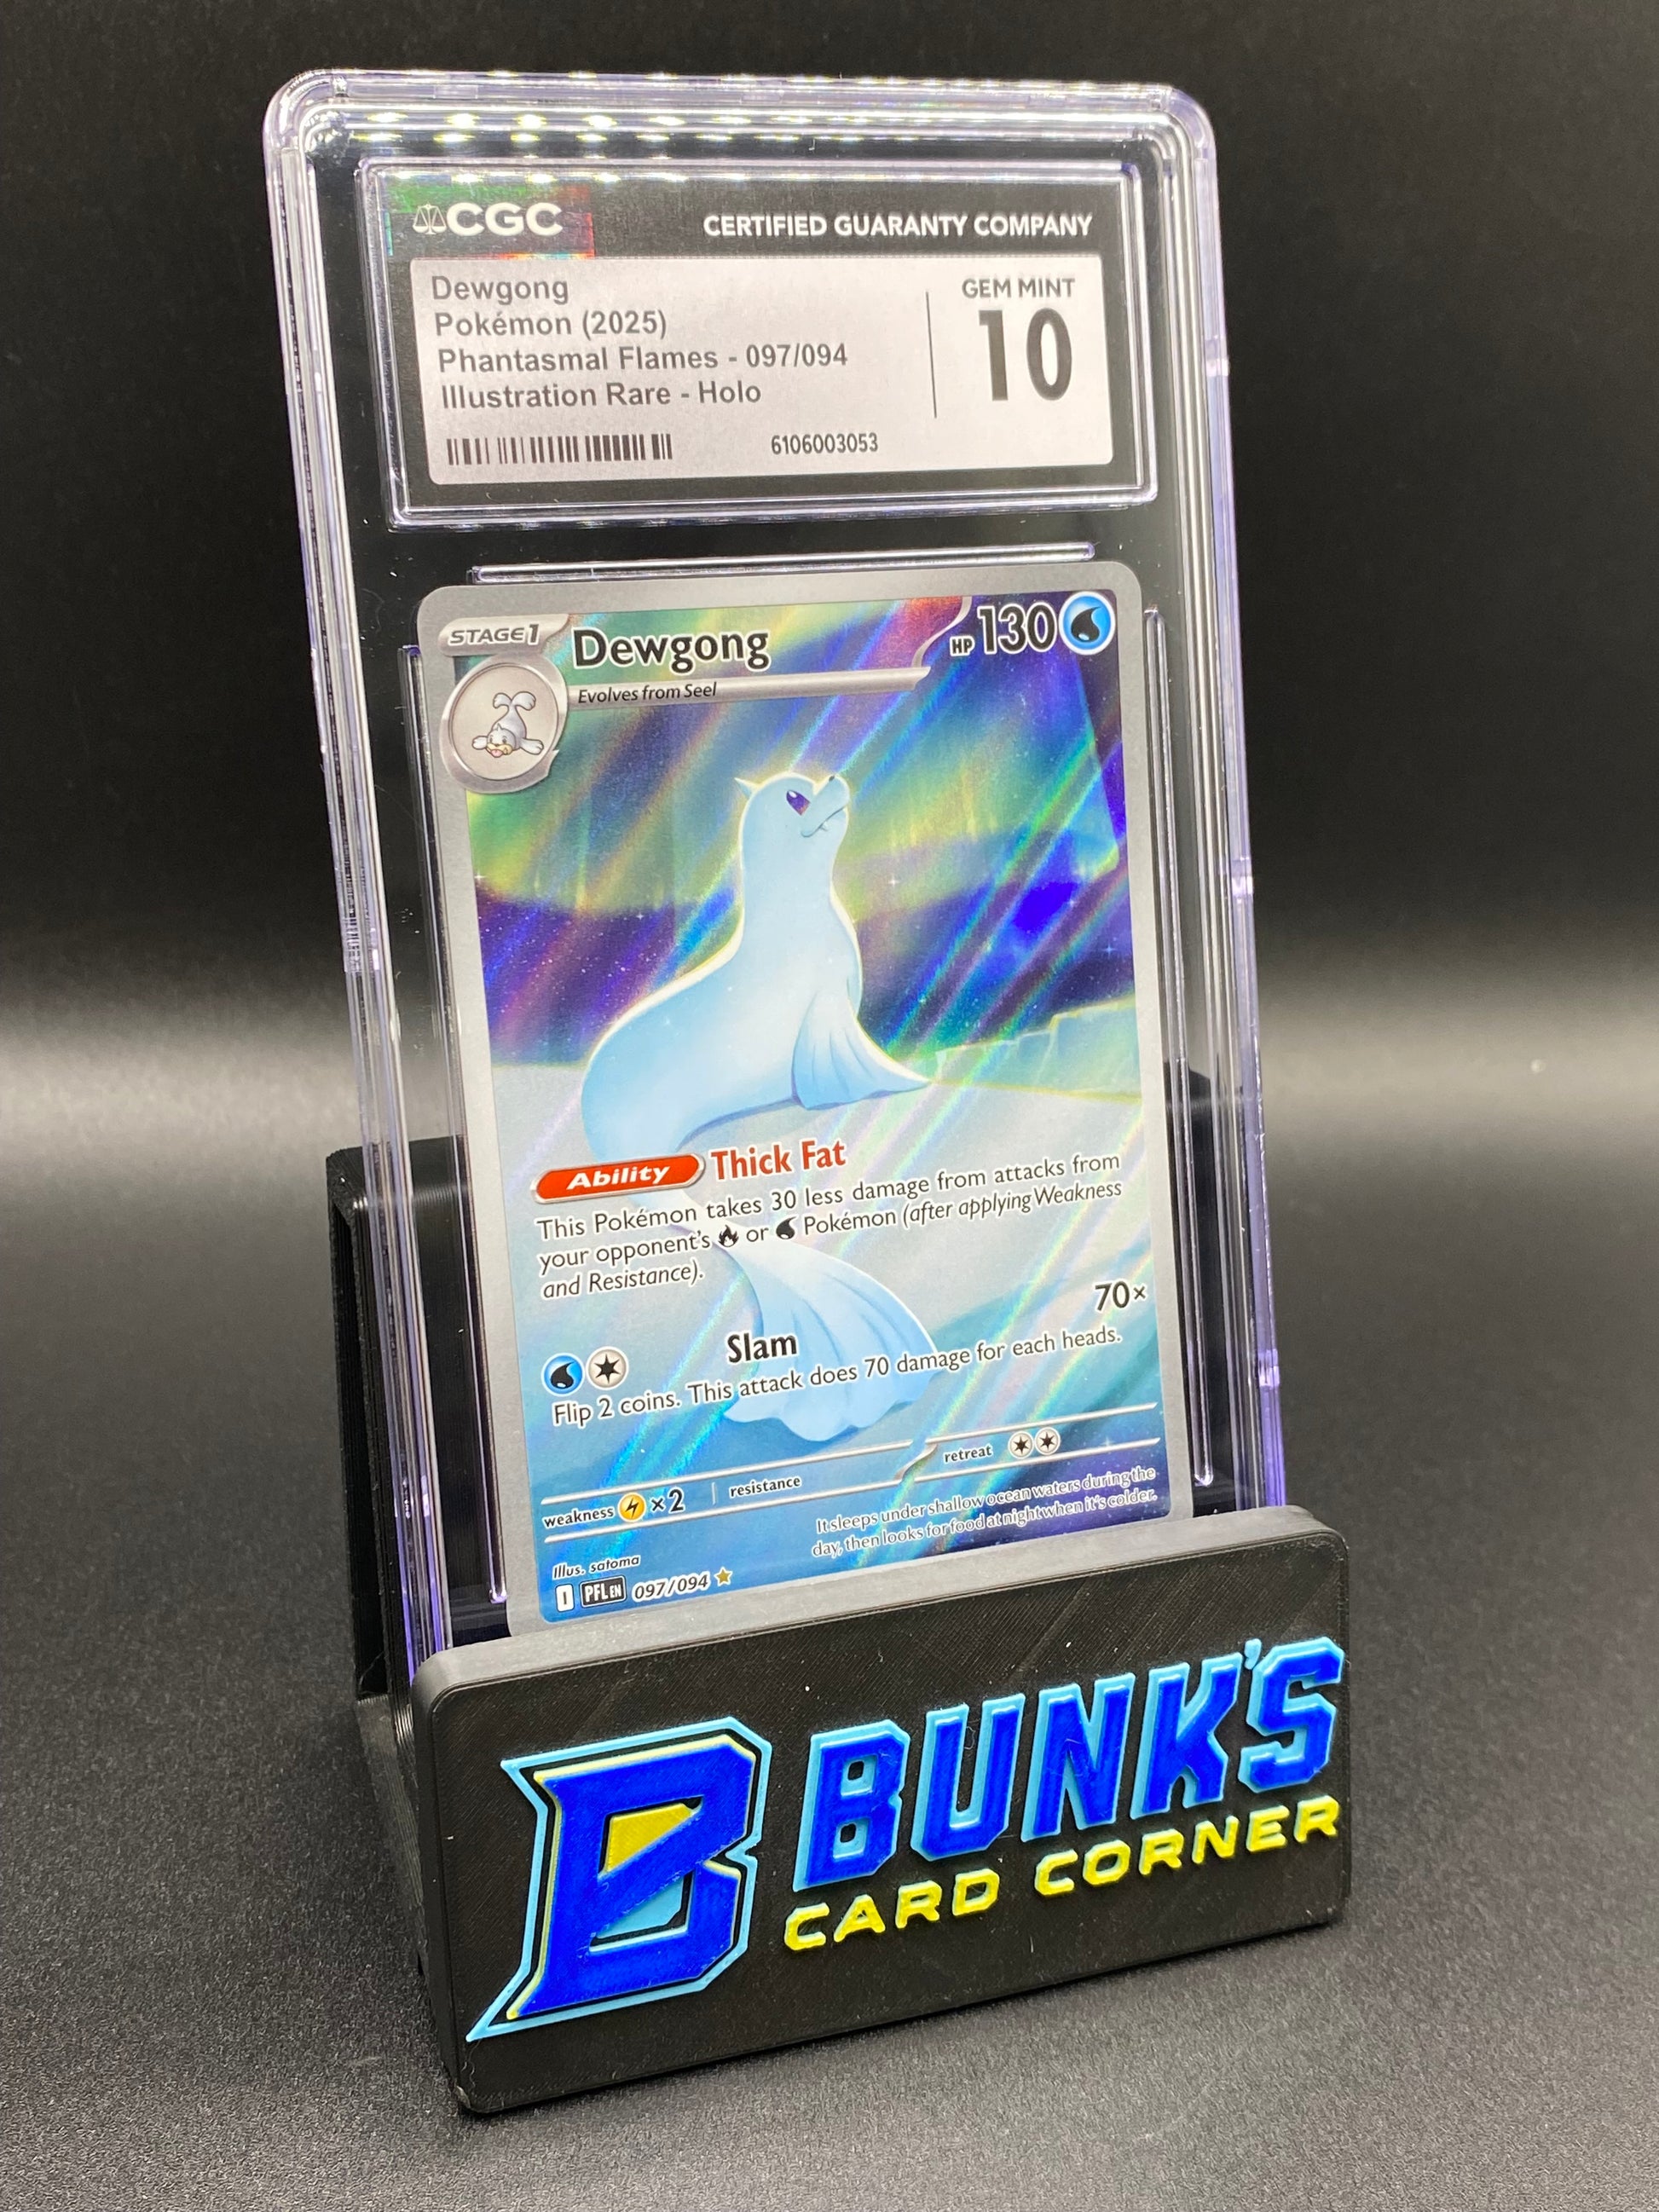 CGC
CERTIFIED GUARANTY COMPANY
Dewgong
Pokémon (2025)
Phantasmal Flames - 097/094
Illustration Rare - Holo
6106003053
GEM MINT
10
STAGE1
Dewgong
HP 130
Evolves from Seel
Ability Thick Fat
This Pokémon takes 30 less damage from attacks from
your opponent's or Pokémon (after applying Weakness
and Resistance).
Slam 70×
Flip 2 coins. This attack does 70 damage for each heads.
weakness ×2 resistance retreat
It sleeps under shallow ocean waters during the
day, then looks for food at night when it's colder.
Illus. satoma
I PFL EN 097/094
B BUNK'S
CARD CORNER